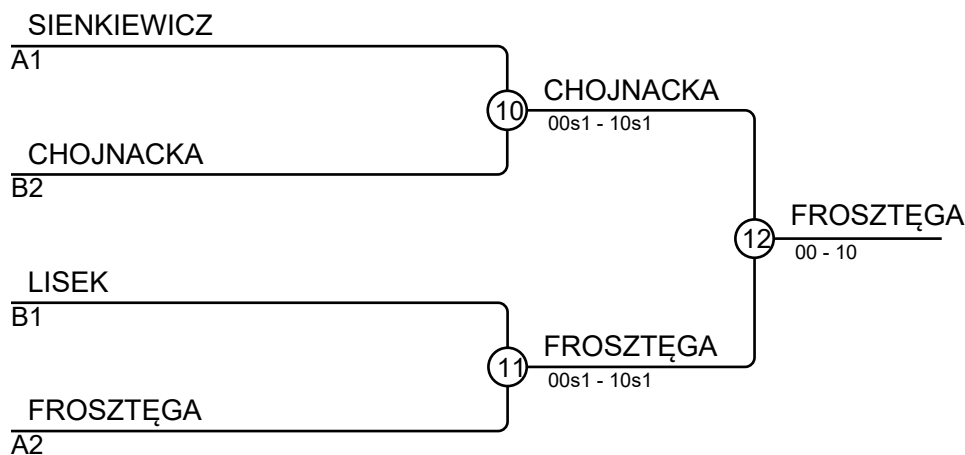 SIENKIEWICZ
A1
10
CHOJNACKA
00s1 - 10s1
CHOJNACKA
B2
12
FROSZTĘGA
00 - 10
LISEK
B1
11
FROSZTĘGA
00s1 - 10s1
FROSZTĘGA
A2